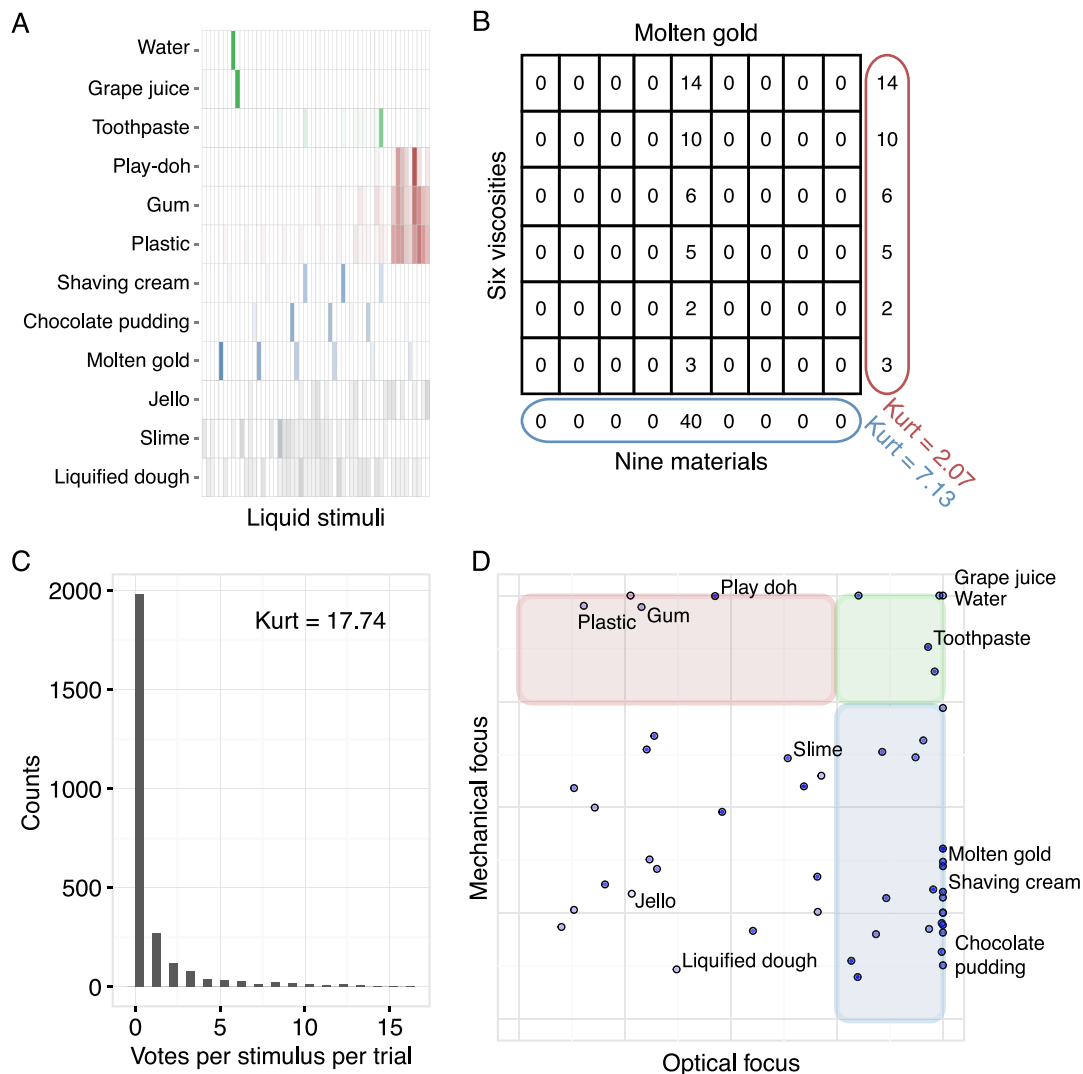 A
Water
Grape juice
Toothpaste
Play-doh
Gum
Plastic
Shaving cream
Chocolate pudding
Molten gold
Jello
Slime
Liquified dough
Liquid stimuli
B
Molten gold
Six viscosities
0 0 0 0 14 0 0 0 0 14
0 0 0 0 10 0 0 0 0 10
0 0 0 0 6 0 0 0 0 6
0 0 0 0 5 0 0 0 0 5
0 0 0 0 2 0 0 0 0 2
0 0 0 0 3 0 0 0 0 3
0 0 0 0 40 0 0 0 0
Kurt = 2.07
Kurt = 7.13
Nine materials
C
Counts
2000
1500
1000
500
0
Kurt = 17.74
0 5 10 15
Votes per stimulus per trial
D
Mechanical focus
Play doh
Grape juice
Water
Plastic
Gum
Toothpaste
Slime
Molten gold
Shaving cream
Jello
Chocolate
pudding
Liquified dough
Optical focus